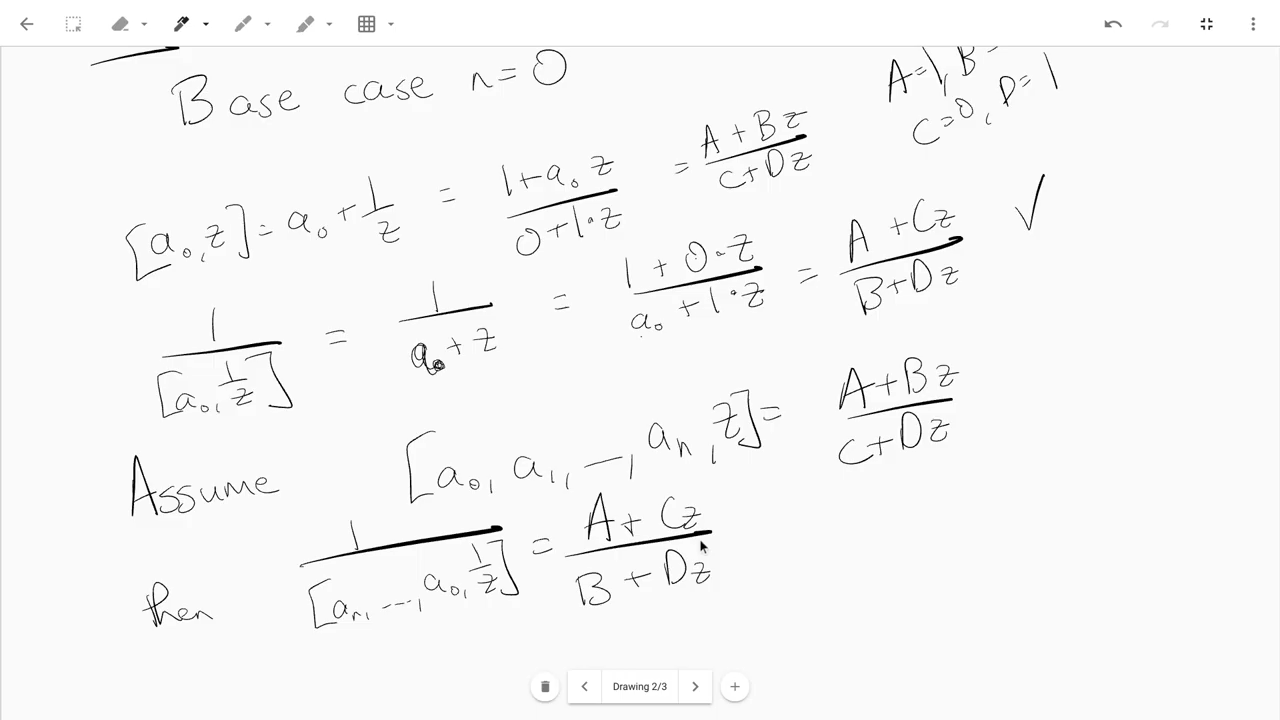 Base case n=0
A=1, B=
C=0, D=1
[a₀,z]=a₀+1/z = (1+a₀z)/(0+1·z) = (A+Bz)/(C+Dz)
1/[a₀,1/z] = 1/(a₀+z) = (1+0·z)/(a₀+1·z) = (A+Cz)/(B+Dz) ✓
Assume [a₀, a₁, –, aₙ, z] = (A+Bz)/(C+Dz)
then 1/[aₙ, ---, a₀, 1/z] = (A+Cz)/(B+Dz)
Drawing 2/3